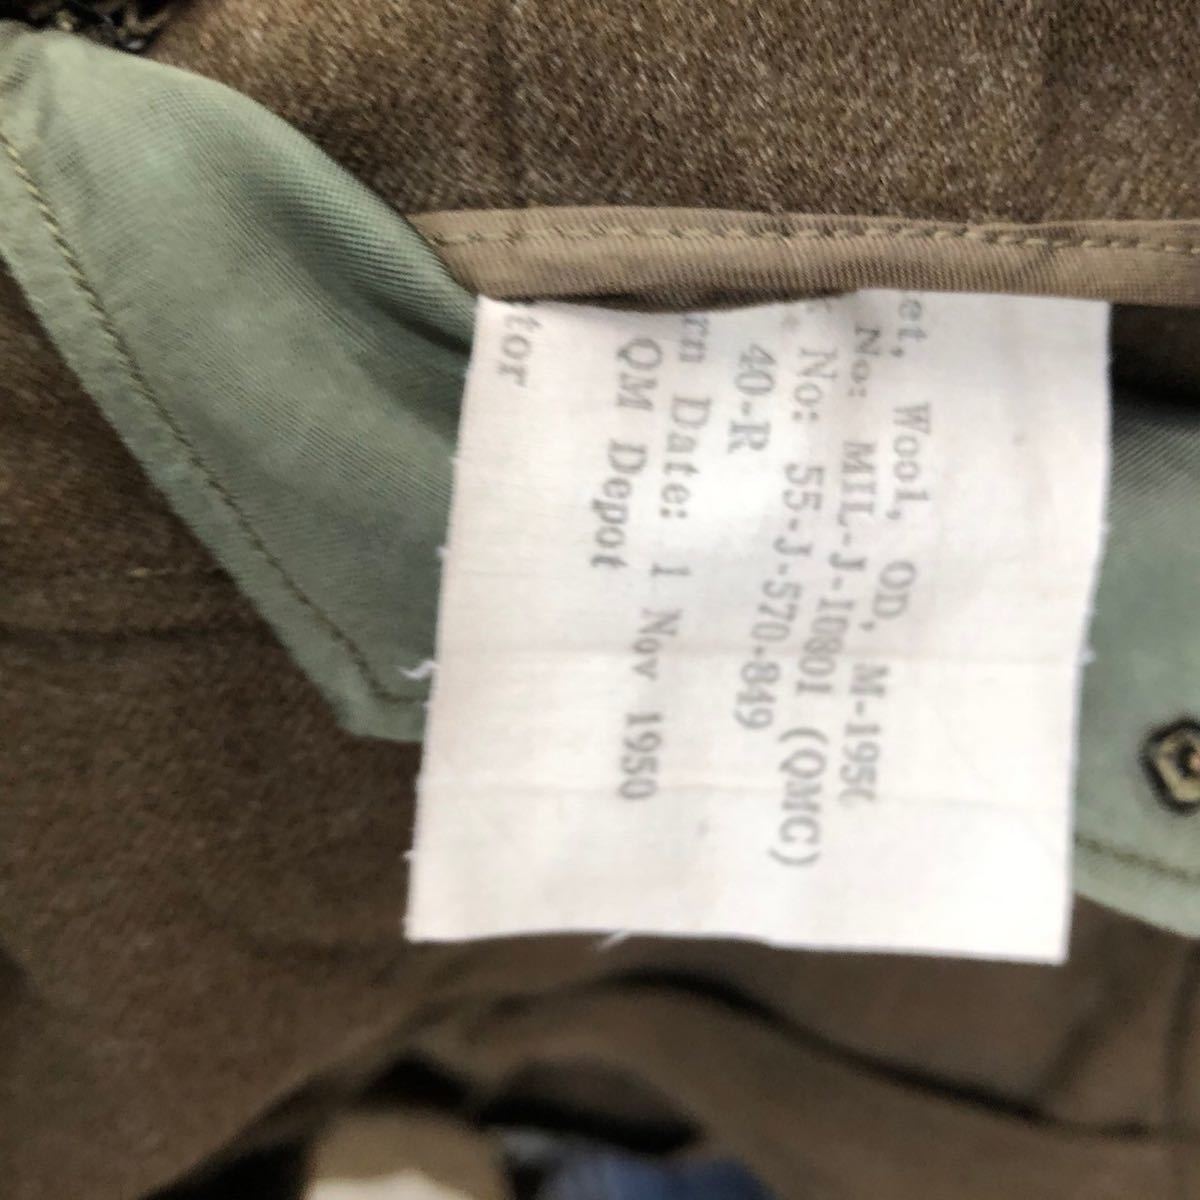 et, Wool, OD, M-195
No: MIL-J-10801 (QMC)
No: 55-J-570-849
40-R
rn Date: 1 Nov 1950
QM Depot
tor